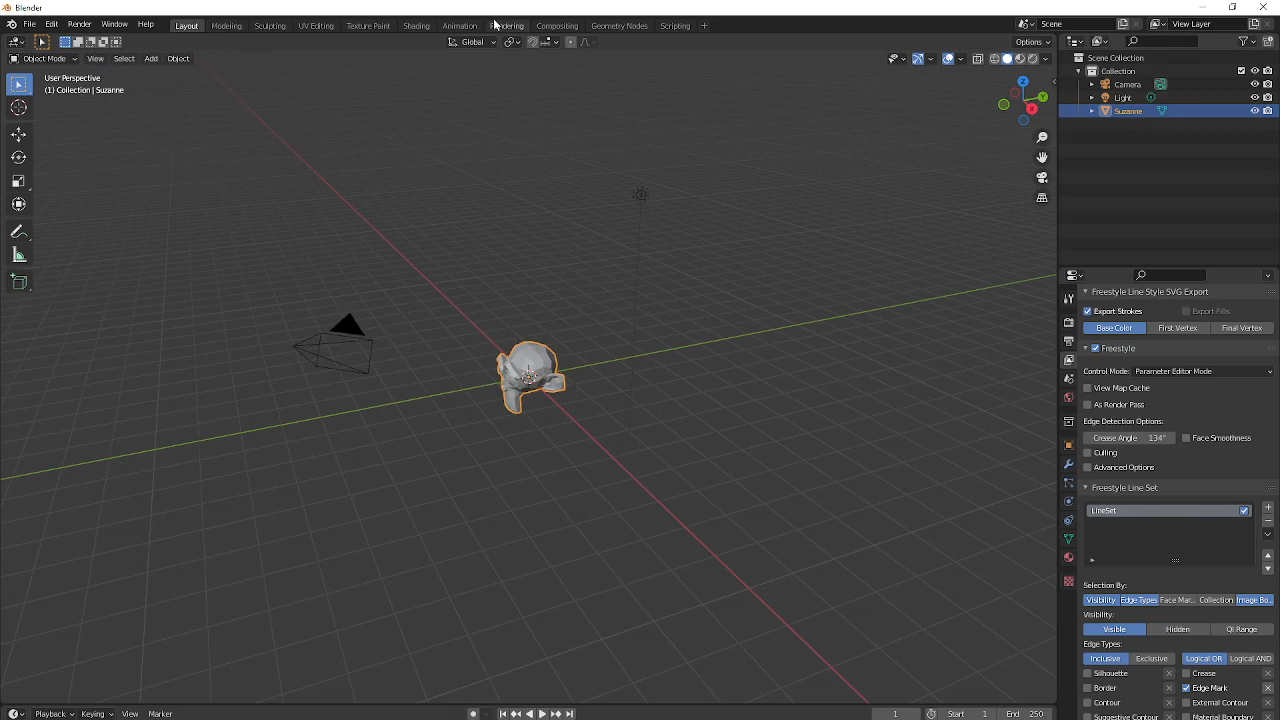 Blender
File Edit Render Window Help Layout Modeling Sculpting UV Editing Texture Paint Shading Animation Rendering Compositing Geometry Nodes Scripting + Scene View Layer
Global Options
Object Mode View Select Add Object
User Perspective
(1) Collection | Suzanne
Z Y X
Scene Collection
Collection
Camera
Light
Suzanne
Freestyle Line Style SVG Export
Export Strokes Export Fills
Base Color First Vertex Final Vertex
Freestyle
Control Mode: Parameter Editor Mode
View Map Cache
As Render Pass
Edge Detection Options:
Crease Angle 134° Face Smoothness
Culling
Advanced Options
Freestyle Line Set
LineSet
Selection By:
Visibility Edge Types Face Mar... Collection Image Bo...
Visibility:
Visible Hidden QI Range
Edge Types:
Inclusive Exclusive Logical OR Logical AND
Silhouette Crease
Border Edge Mark
Contour External Contour
Suggestive Contour Material Boundary
Playback Keying View Marker 1 Start 1 End 250